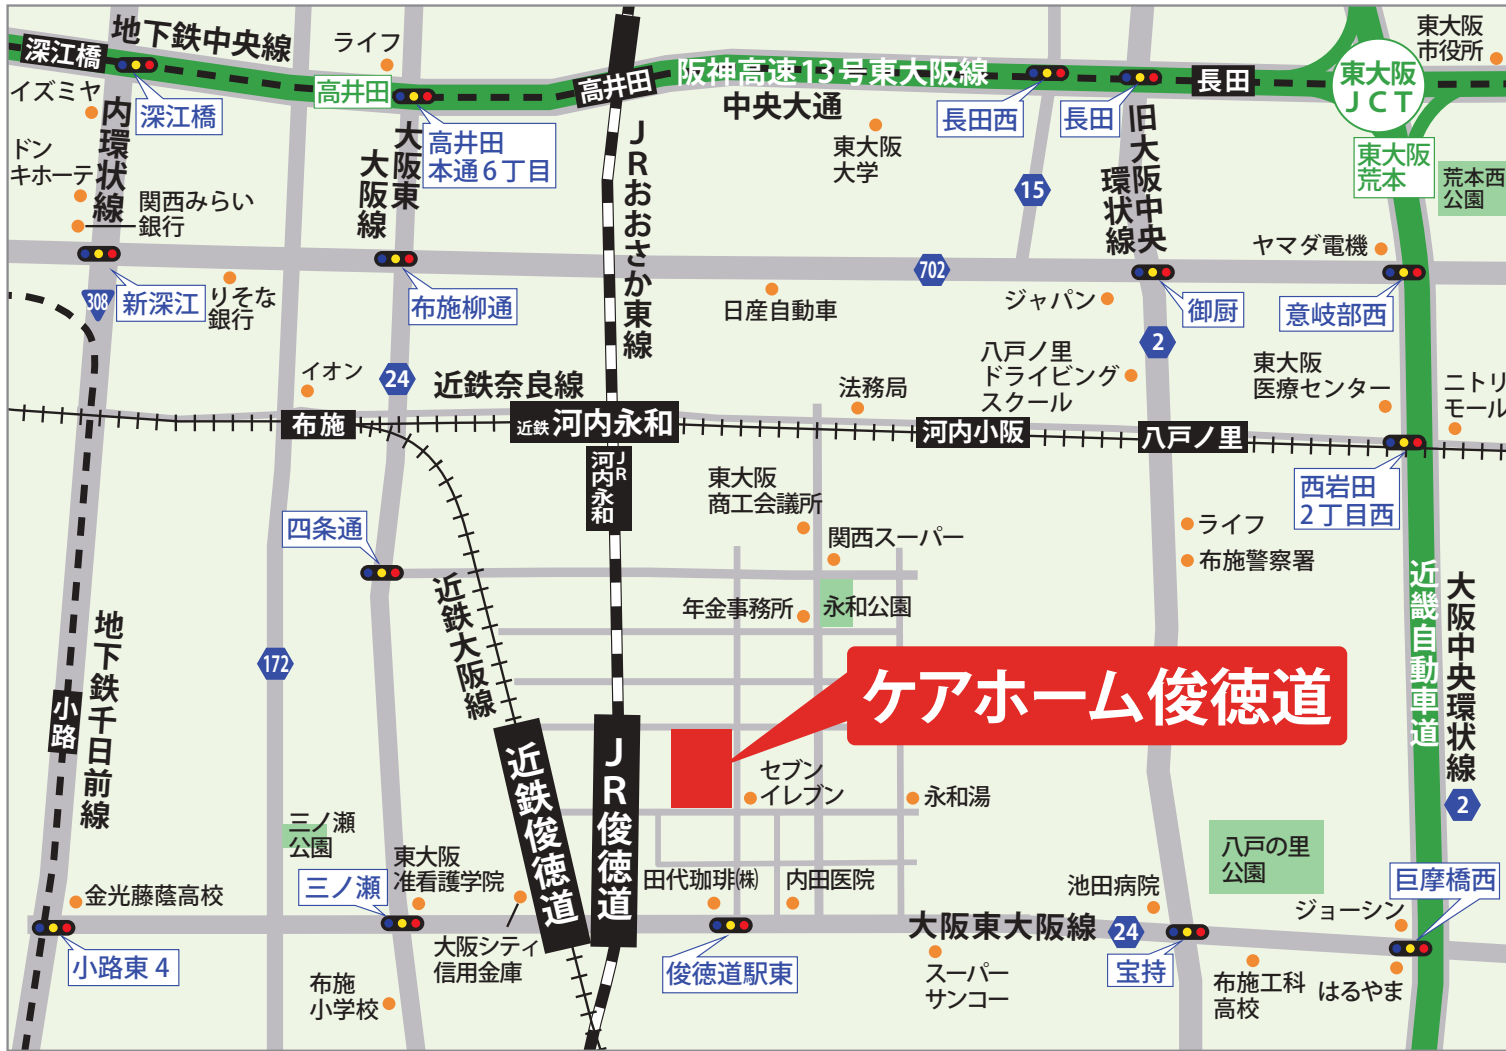 地下鉄中央線
深江橋
ライフ
イズミヤ
深江橋
内環状線
高井田
高井田
本通6丁目
大阪東
大阪線
高井田
阪神高速13号東大阪線
中央大通
東大阪
大学
長田西
長田
長田
東大阪
JCT
東大阪
市役所
東大阪
荒本
荒本西
公園
旧大阪中央
環状線
15
ドン
キホーテ
関西みらい
銀行
JRおおさか東線
ヤマダ電機
702
308
新深江
りそな
銀行
布施柳通
日産自動車
ジャパン
御厨
意岐部西
2
イオン
24
近鉄奈良線
法務局
八戸ノ里
ドライビング
スクール
東大阪
医療センター
ニトリ
モール
布施
近鉄 河内永和
河内小阪
八戸ノ里
JR
河内永和
東大阪
商工会議所
西岩田
2丁目西
四条通
関西スーパー
ライフ
布施警察署
近鉄大阪線
年金事務所
永和公園
近畿自動車道
大阪中央環状線
2
地下鉄千日前線
172
小路
ケアホーム俊徳道
近鉄俊徳道
JR俊徳道
セブン
イレブン
永和湯
三ノ瀬
公園
東大阪
准看護学院
三ノ瀬
田代珈琲㈱
内田医院
池田病院
八戸の里
公園
巨摩橋西
金光藤蔭高校
小路東4
大阪シティ
信用金庫
俊徳道駅東
大阪東大阪線
24
宝持
ジョーシン
布施
小学校
スーパー
サンコー
布施工科
高校
はるやま